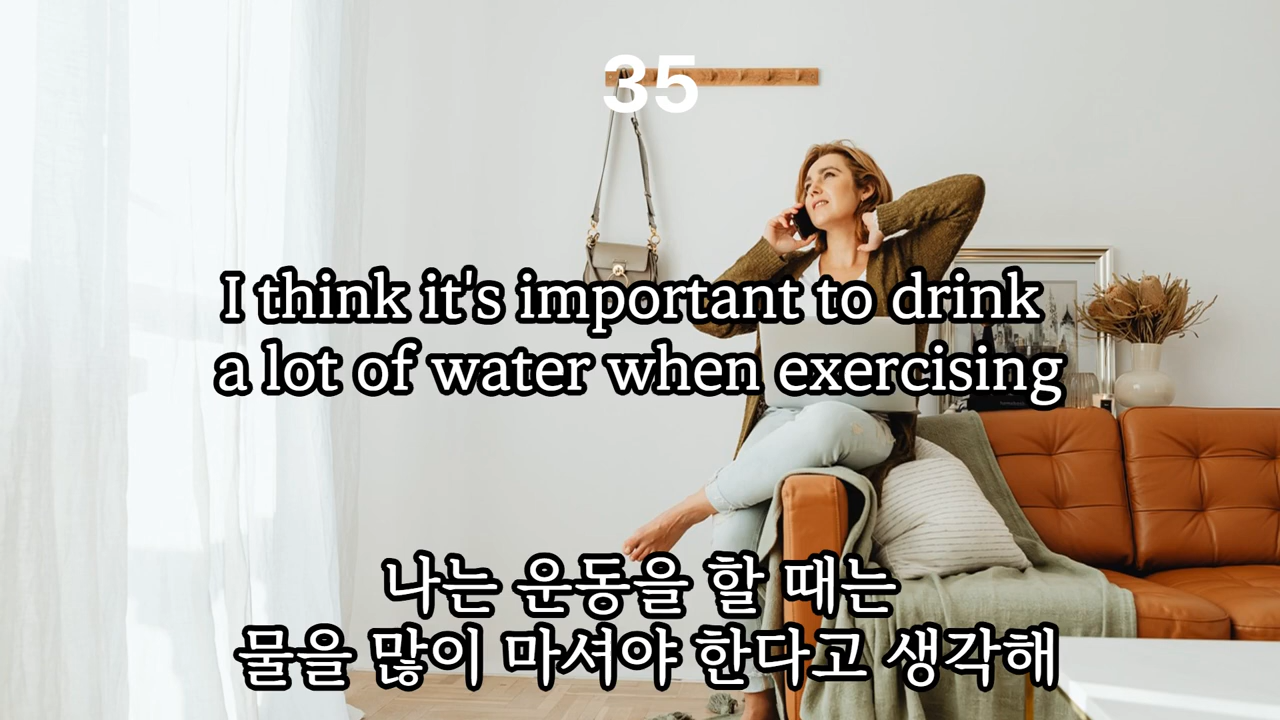 35
I think it's important to drink
a lot of water when exercising
나는 운동을 할 때는
물을 많이 마셔야 한다고 생각해